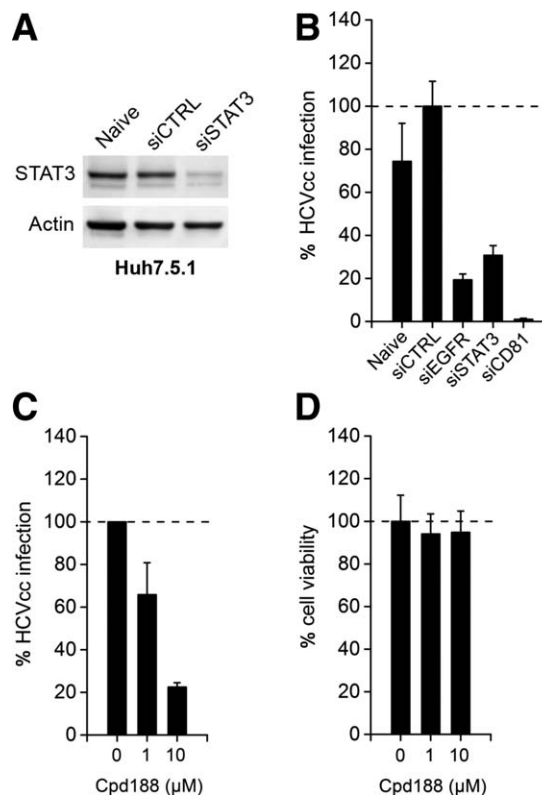 A
Naive
siCTRL
siSTAT3
STAT3
Actin
Huh7.5.1
B
% HCVcc infection
140
120
100
80
60
40
20
0
Naive
siCTRL
siEGFR
siSTAT3
siCD81
C
% HCVcc infection
140
120
100
80
60
40
20
0
0 1 10
Cpd188 (µM)
D
% cell viability
140
120
100
80
60
40
20
0
0 1 10
Cpd188 (µM)